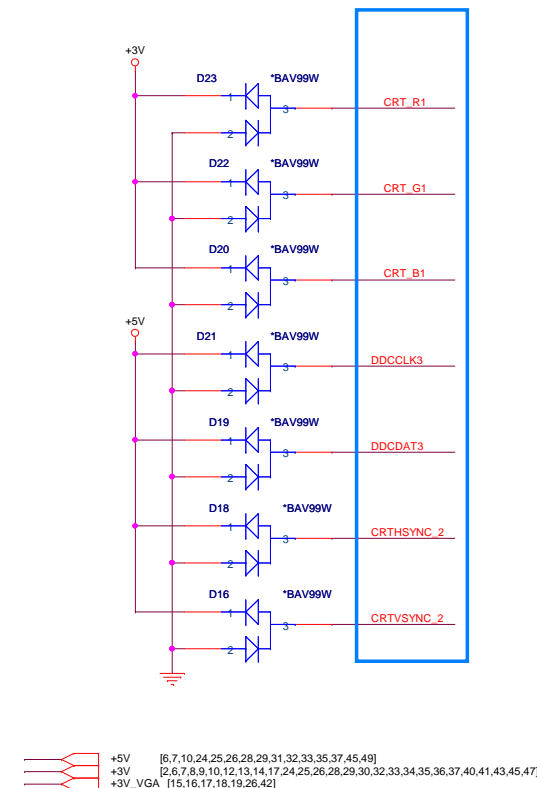 +3V
D23 *BAV99W
1
3 CRT_R1
2
D22 *BAV99W
1
3 CRT_G1
2
D20 *BAV99W
1
3 CRT_B1
2
+5V
D21 *BAV99W
1
3 DDCCLK3
2
D19 *BAV99W
1
3 DDCDAT3
2
D18 *BAV99W
1
3 CRTHSYNC_2
2
D16 *BAV99W
1
3 CRTVSYNC_2
2
+5V [6,7,10,24,25,26,28,29,31,32,33,35,37,45,49]
+3V [2,6,7,8,9,10,12,13,14,17,24,25,26,28,29,30,32,33,34,35,36,37,40,41,43,45,47]
+3V_VGA [15,16,17,18,19,26,42]